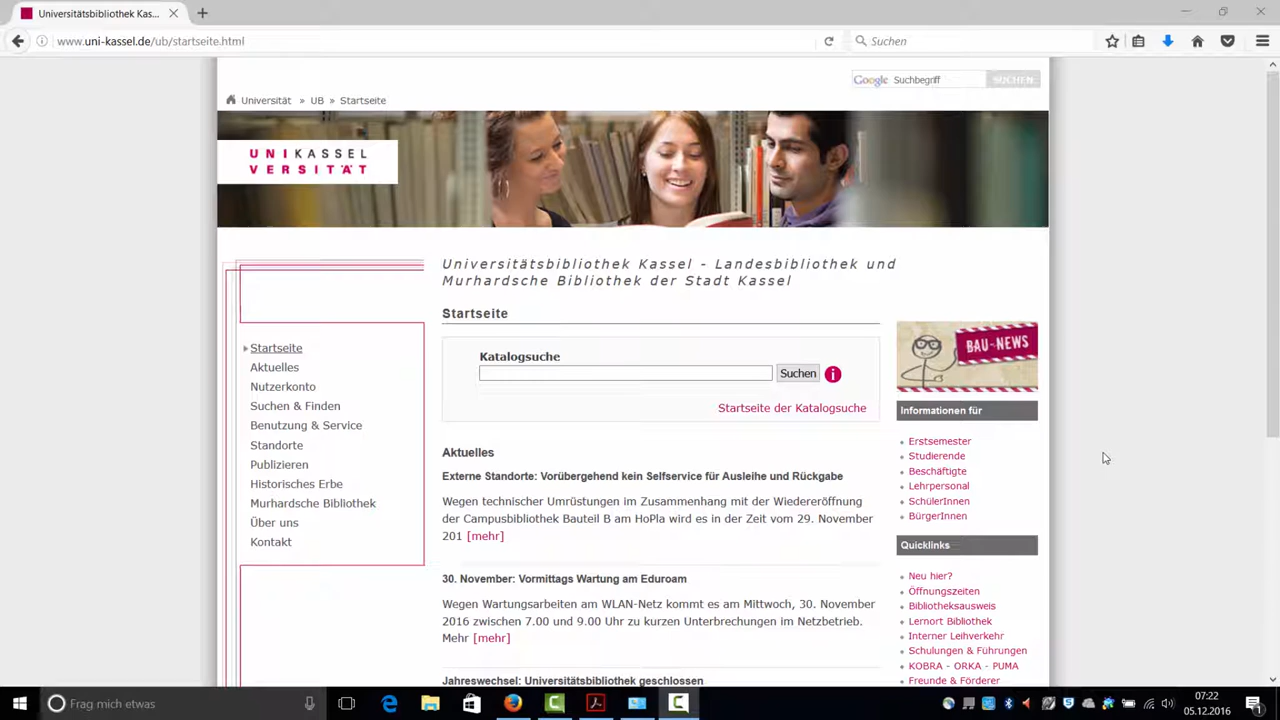 Universitätsbibliothek Kas...
www.uni-kassel.de/ub/startseite.html
Suchen
Google Suchbegriff SUCHEN
Universität » UB » Startseite
UNIKASSEL
VERSITÄT
Universitätsbibliothek Kassel - Landesbibliothek und
Murhardsche Bibliothek der Stadt Kassel
Startseite
Startseite
Aktuelles
Nutzerkonto
Suchen & Finden
Benutzung & Service
Standorte
Publizieren
Historisches Erbe
Murhardsche Bibliothek
Über uns
Kontakt
Katalogsuche
Suchen
Startseite der Katalogsuche
Aktuelles
Externe Standorte: Vorübergehend kein Selfservice für Ausleihe und Rückgabe
Wegen technischer Umrüstungen im Zusammenhang mit der Wiedereröffnung
der Campusbibliothek Bauteil B am HoPla wird es in der Zeit vom 29. November
201 [mehr]
30. November: Vormittags Wartung am Eduroam
Wegen Wartungsarbeiten am WLAN-Netz kommt es am Mittwoch, 30. November
2016 zwischen 7.00 und 9.00 Uhr zu kurzen Unterbrechungen im Netzbetrieb.
Mehr [mehr]
Jahreswechsel: Universitätsbibliothek geschlossen
BAU-NEWS
Informationen für
Erstsemester
Studierende
Beschäftigte
Lehrpersonal
SchülerInnen
BürgerInnen
Quicklinks
Neu hier?
Öffnungszeiten
Bibliotheksausweis
Lernort Bibliothek
Interner Leihverkehr
Schulungen & Führungen
KOBRA - ORKA - PUMA
Freunde & Förderer
Frag mich etwas
07:22
05.12.2016